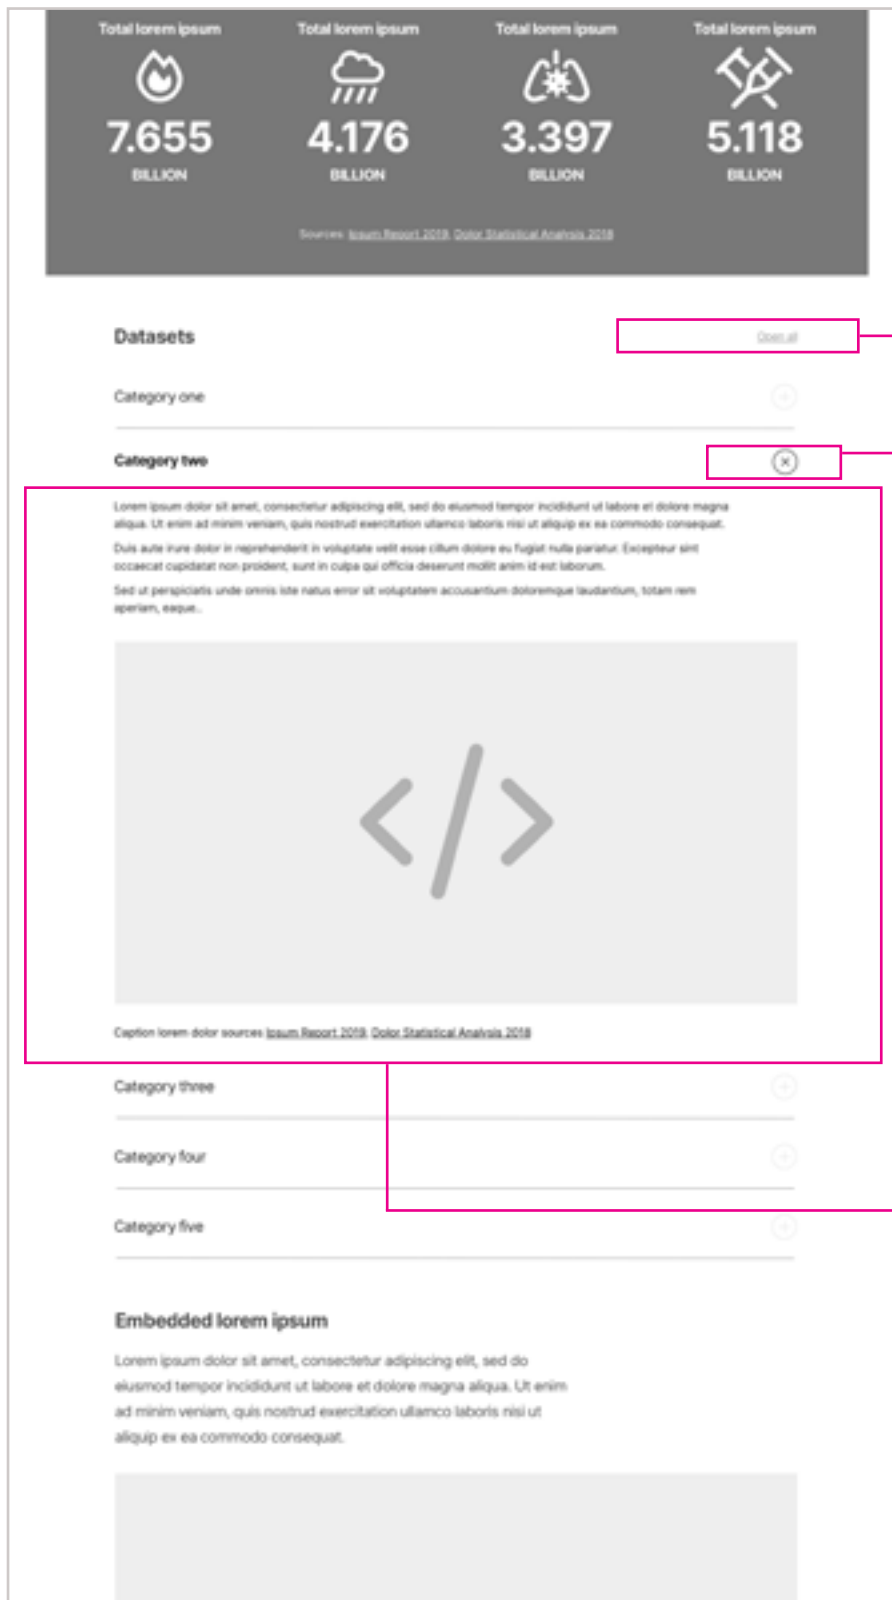 Total lorem ipsum Total lorem ipsum Total lorem ipsum Total lorem ipsum
7.655 4.176 3.397 5.118
BILLION BILLION BILLION BILLION
Sources: Ipsum Report 2019, Dolor Statistical Analysis 2018
Datasets Open all
Category one
Category two
Lorem ipsum dolor sit amet, consectetur adipiscing elit, sed do eiusmod tempor incididunt ut labore et dolore magna
aliqua. Ut enim ad minim veniam, quis nostrud exercitation ullamco laboris nisi ut aliquip ex ea commodo consequat.
Duis aute irure dolor in reprehenderit in voluptate velit esse cillum dolore eu fugiat nulla pariatur. Excepteur sint
occaecat cupidatat non proident, sunt in culpa qui officia deserunt mollit anim id est laborum.
Sed ut perspiciatis unde omnis iste natus error sit voluptatem accusantium doloremque laudantium, totam rem
aperiam, eaque..
</>
Caption lorem dolor sources Ipsum Report 2019, Dolor Statistical Analysis 2018
Category three
Category four
Category five
Embedded lorem ipsum
Lorem ipsum dolor sit amet, consectetur adipiscing elit, sed do
eiusmod tempor incididunt ut labore et dolore magna aliqua. Ut enim
ad minim veniam, quis nostrud exercitation ullamco laboris nisi ut
aliquip ex ea commodo consequat.